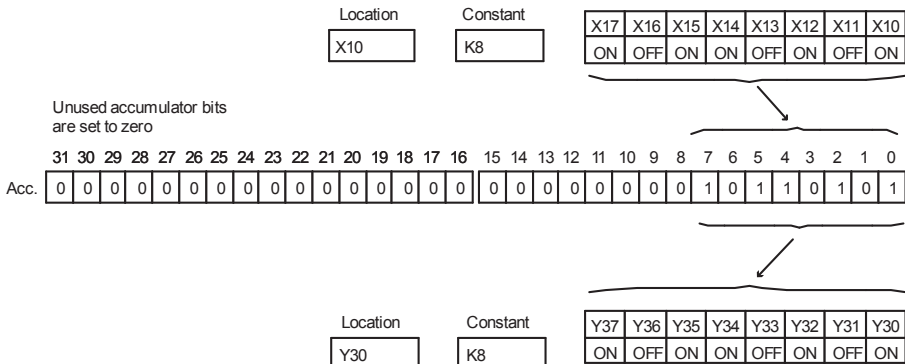 Location Constant X17 X16 X15 X14 X13 X12 X11 X10
X10 K8 ON OFF ON ON OFF ON OFF ON
Unused accumulator bits
are set to zero
31 30 29 28 27 26 25 24 23 22 21 20 19 18 17 16 15 14 13 12 11 10 9 8 7 6 5 4 3 2 1 0
Acc. 0 0 0 0 0 0 0 0 0 0 0 0 0 0 0 0 0 0 0 0 0 0 0 0 1 0 1 1 0 1 0 1
Location Constant Y37 Y36 Y35 Y34 Y33 Y32 Y31 Y30
Y30 K8 ON OFF ON ON OFF ON OFF ON